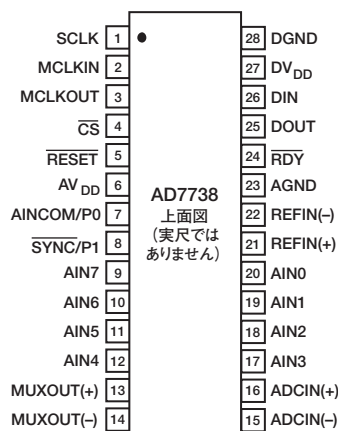 SCLK 1
MCLKIN 2
MCLKOUT 3
CS 4
RESET 5
AVDD 6
AINCOM/P0 7
SYNC/P1 8
AIN7 9
AIN6 10
AIN5 11
AIN4 12
MUXOUT(+) 13
MUXOUT(–) 14
AD7738
上面図
(実尺では
ありません)
28 DGND
27 DVDD
26 DIN
25 DOUT
24 RDY
23 AGND
22 REFIN(–)
21 REFIN(+)
20 AIN0
19 AIN1
18 AIN2
17 AIN3
16 ADCIN(+)
15 ADCIN(–)